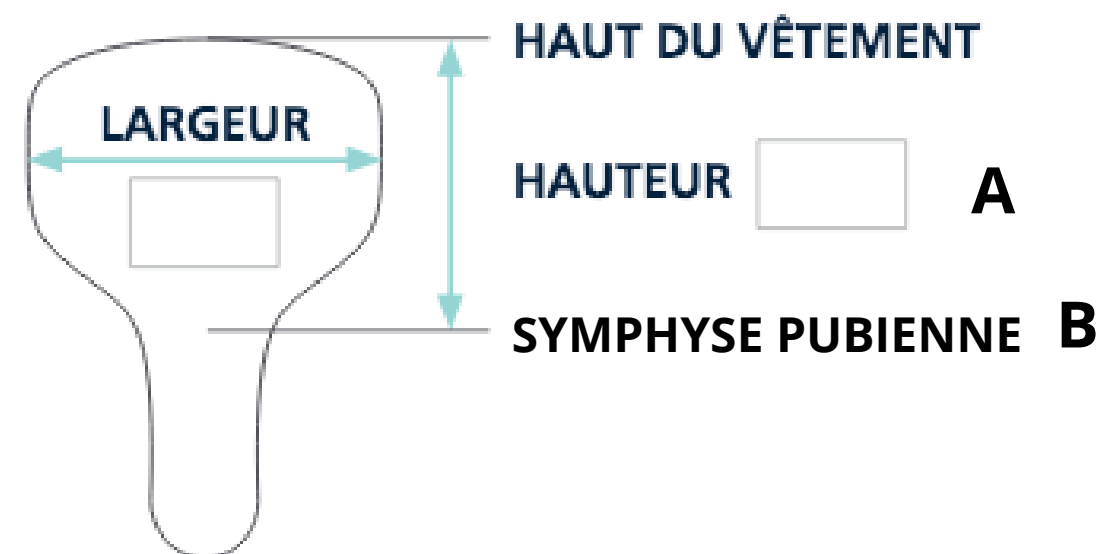 HAUT DU VÊTEMENT
LARGEUR
HAUTEUR A
SYMPHYSE PUBIENNE B